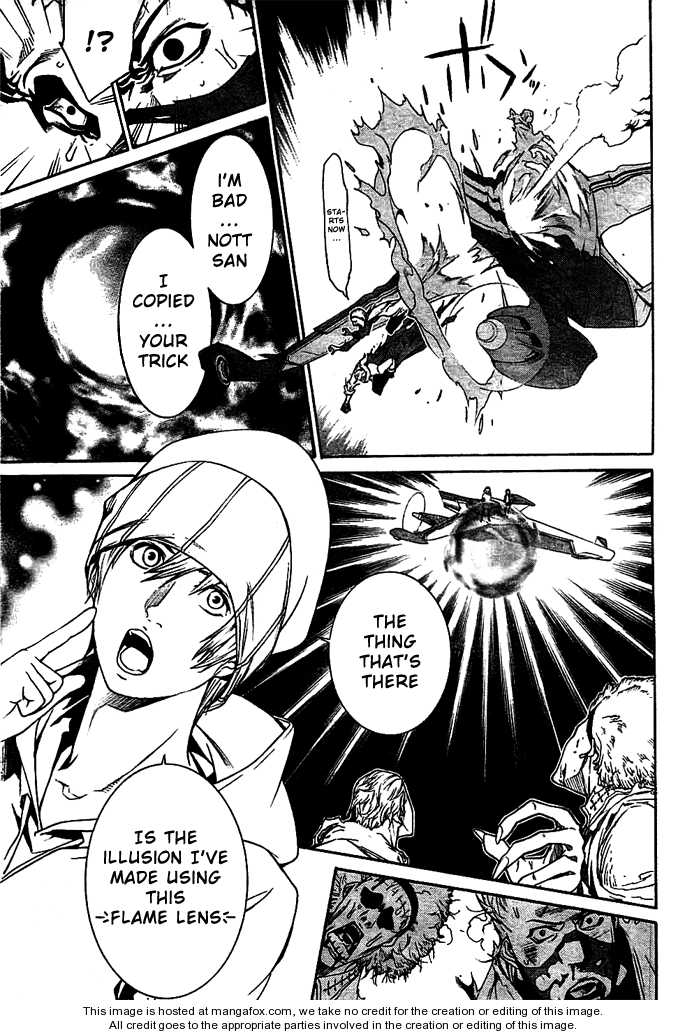 STA-
RTS
NOW
...
!?
I'M
BAD
...
NOTT
SAN
I
COPIED
...
YOUR
TRICK
THE
THING
THAT'S
THERE
IS THE
ILLUSION I'VE
MADE USING
THIS
-FLAME LENS-
This image is hosted at mangafox.com, we take no credit for the creation or editing of this image.
All credit goes to the appropriate parties involved in the creation or editing of this image.